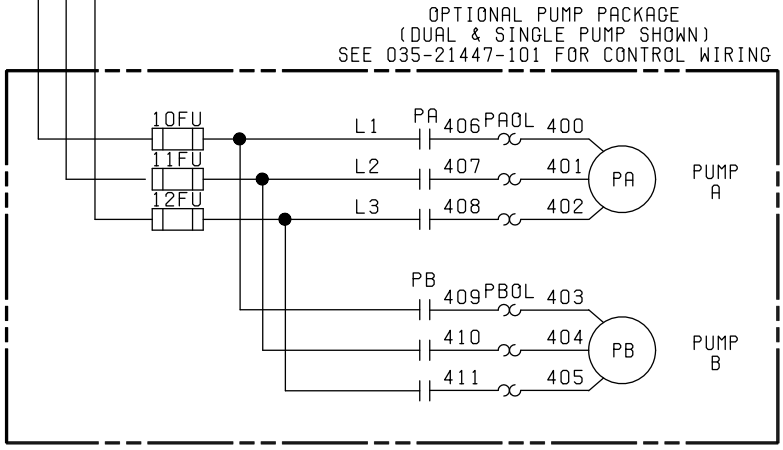 OPTIONAL PUMP PACKAGE
(DUAL & SINGLE PUMP SHOWN)
SEE 035-21447-101 FOR CONTROL WIRING
10FU L1 PA 406 PAOL 400
11FU L2 407 401 PA PUMP A
12FU L3 408 402
PB 409 PBOL 403
410 404 PB PUMP B
411 405